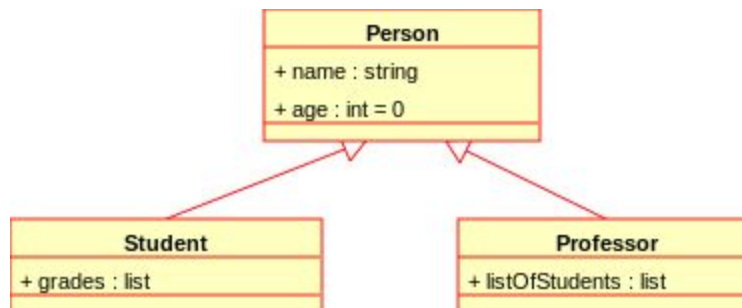 Person
+ name : string
+ age : int = 0
Student
+ grades : list
Professor
+ listOfStudents : list